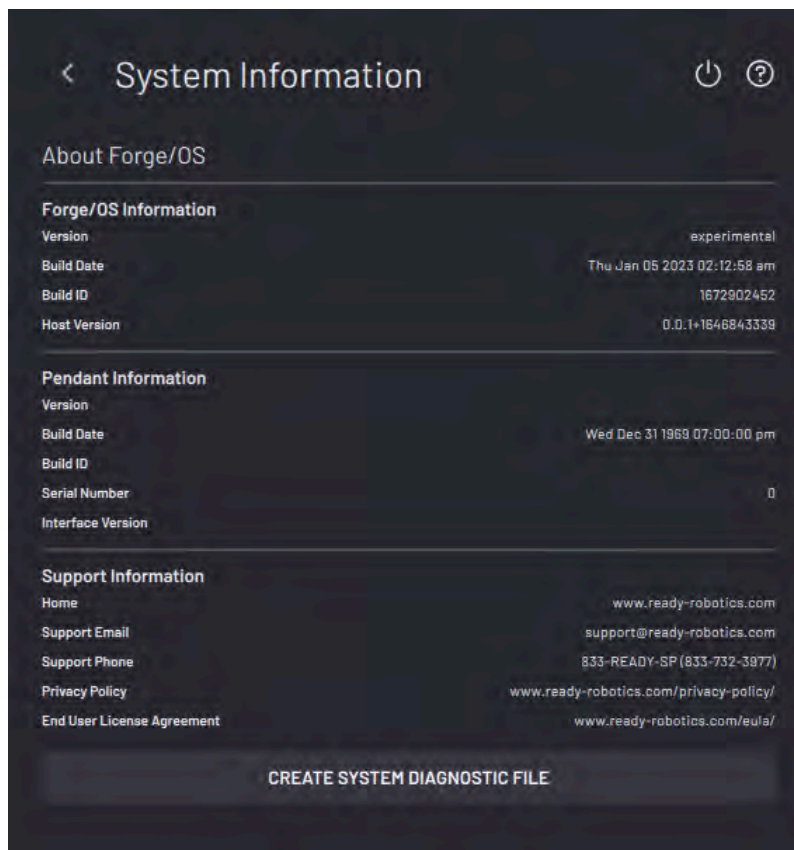 System Information
About Forge/OS
Forge/OS Information
Version experimental
Build Date Thu Jan 05 2023 02:12:58 am
Build ID 1672902452
Host Version 0.0.1+1646843339
Pendant Information
Version
Build Date Wed Dec 31 1969 07:00:00 pm
Build ID
Serial Number 0
Interface Version
Support Information
Home www.ready-robotics.com
Support Email support@ready-robotics.com
Support Phone 833-READY-SP (833-732-3977)
Privacy Policy www.ready-robotics.com/privacy-policy/
End User License Agreement www.ready-robotics.com/eula/
CREATE SYSTEM DIAGNOSTIC FILE